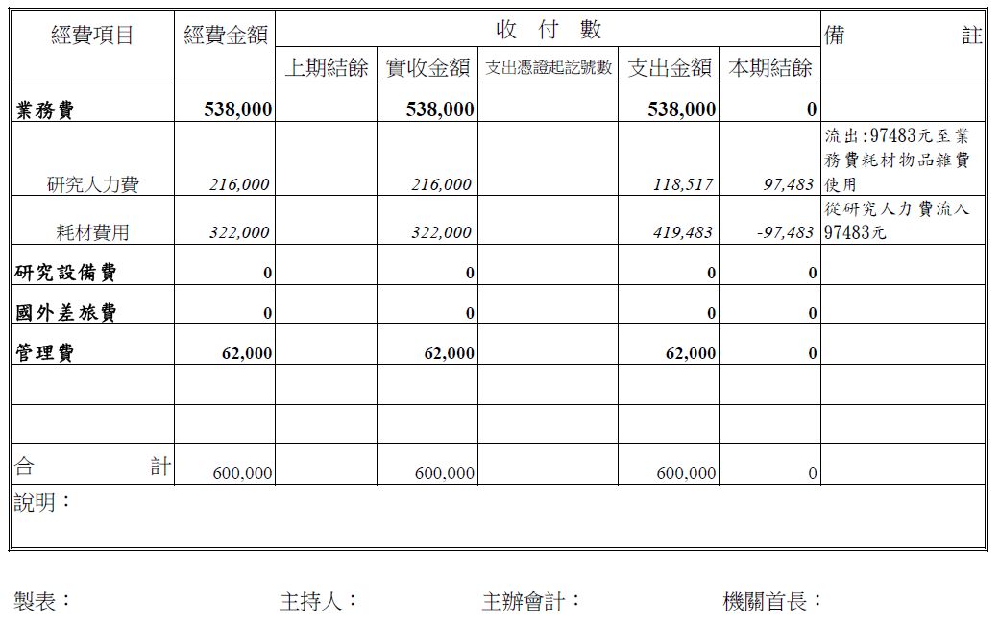 經費項目 經費金額 收 付 數 備 註
上期結餘 實收金額 支出憑證起訖號數 支出金額 本期結餘
業務費 538,000 538,000 538,000 0
研究人力費 216,000 216,000 118,517 97,483 流出:97483元至業
務費耗材物品雜費
使用
耗材費用 322,000 322,000 419,483 -97,483 從研究人力費流入
97483元
研究設備費 0 0 0 0
國外差旅費 0 0 0 0
管理費 62,000 62,000 62,000 0
合 計 600,000 600,000 600,000 0
說明：
製表： 主持人： 主辦會計： 機關首長：